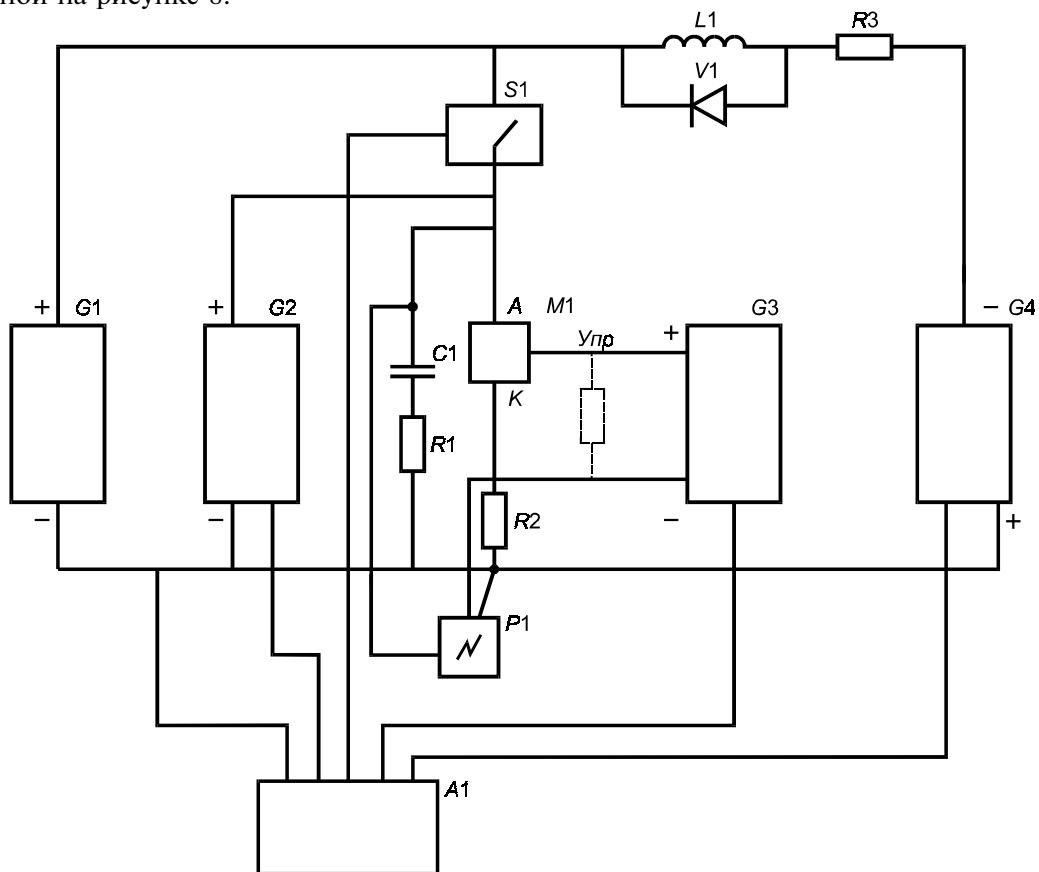 ной на рисунке 8.
L1
R3
V1
S1
+ G1
+ G2
A M1
G3
− G4
Упр
+
C1
K
R1
R2
−
−
−
+
P1
A1